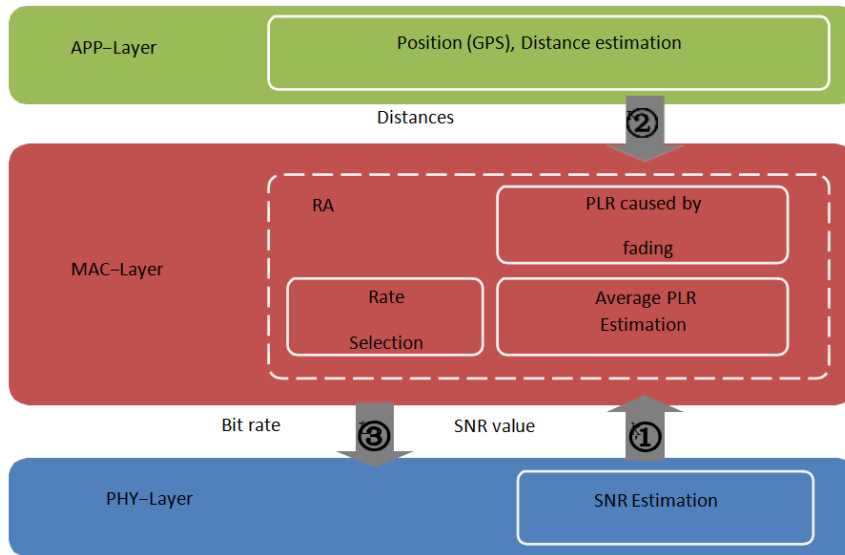 APP–Layer
Position (GPS), Distance estimation
Distances
②
RA
PLR caused by
fading
MAC–Layer
Rate
Selection
Average PLR
Estimation
Bit rate
③
SNR value
①
PHY–Layer
SNR Estimation